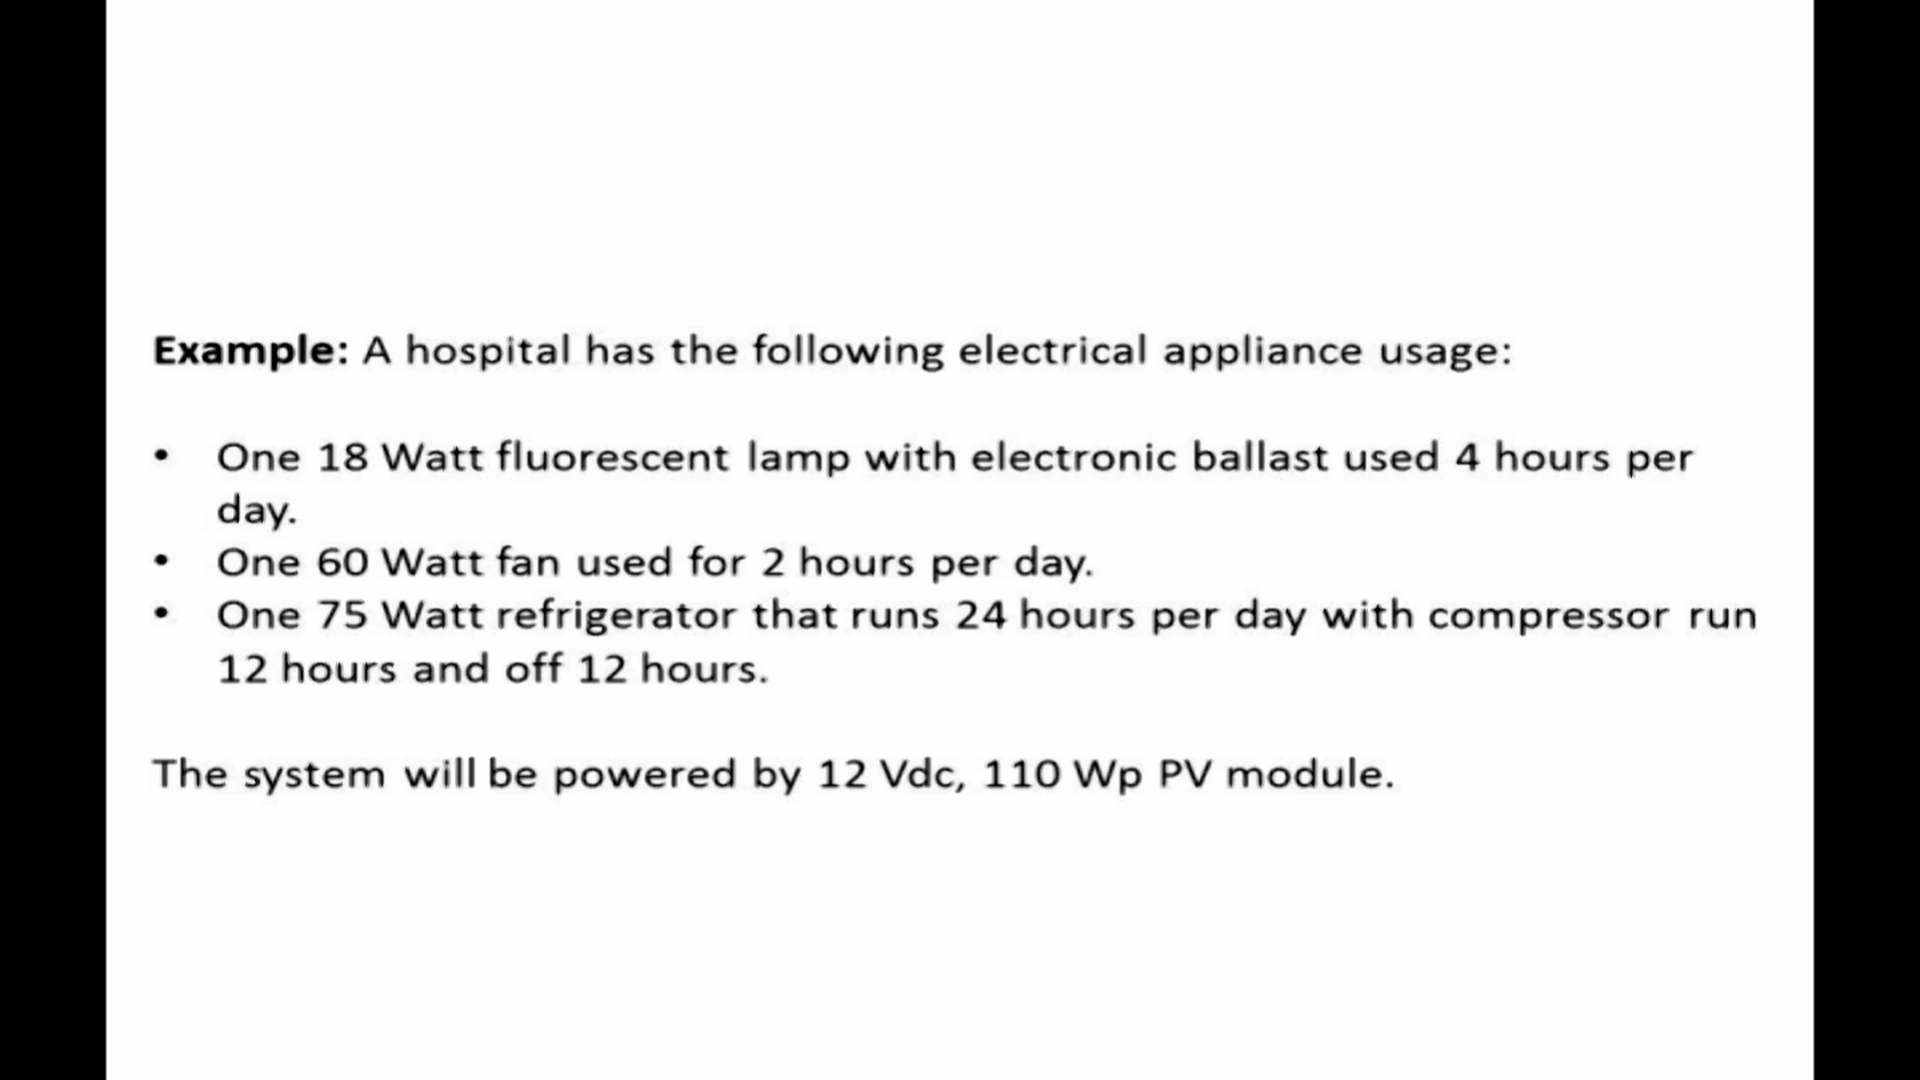 Example: A hospital has the following electrical appliance usage:
• One 18 Watt fluorescent lamp with electronic ballast used 4 hours per
day.
• One 60 Watt fan used for 2 hours per day.
• One 75 Watt refrigerator that runs 24 hours per day with compressor run
12 hours and off 12 hours.
The system will be powered by 12 Vdc, 110 Wp PV module.